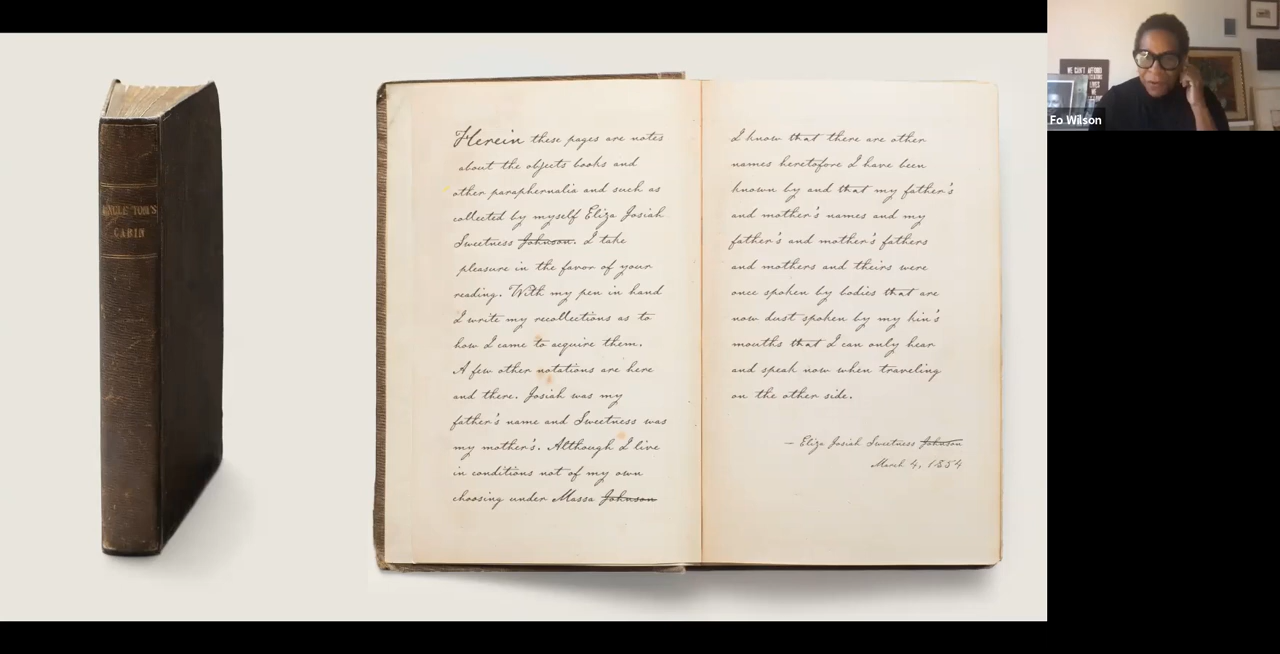 UNCLE TOM'S
CABIN
Herein these pages are notes
about the objects books and
other paraphernalia and such as
collected by myself Eliza Josiah
Sweetness Johnson. I take
pleasure in the favor of your
reading. With my pen in hand
I write my recollections as to
how I came to acquire them.
A few other notations are here
and there. Josiah was my
father's name and Sweetness was
my mother's. Although I live
in conditions not of my own
choosing under Massa Johnson
I know that there are other
names heretofore I have been
known by and that my father's
and mother's names and my
father's and mother's fathers
and mothers and theirs were
once spoken by bodies that are
now dust spoken by my kin's
mouths that I can only hear
and speak now when traveling
on the other side.
— Eliza Josiah Sweetness Johnson
March 4, 1854
WE CAN'T AFFORD
LIVES
WE
Fo Wilson